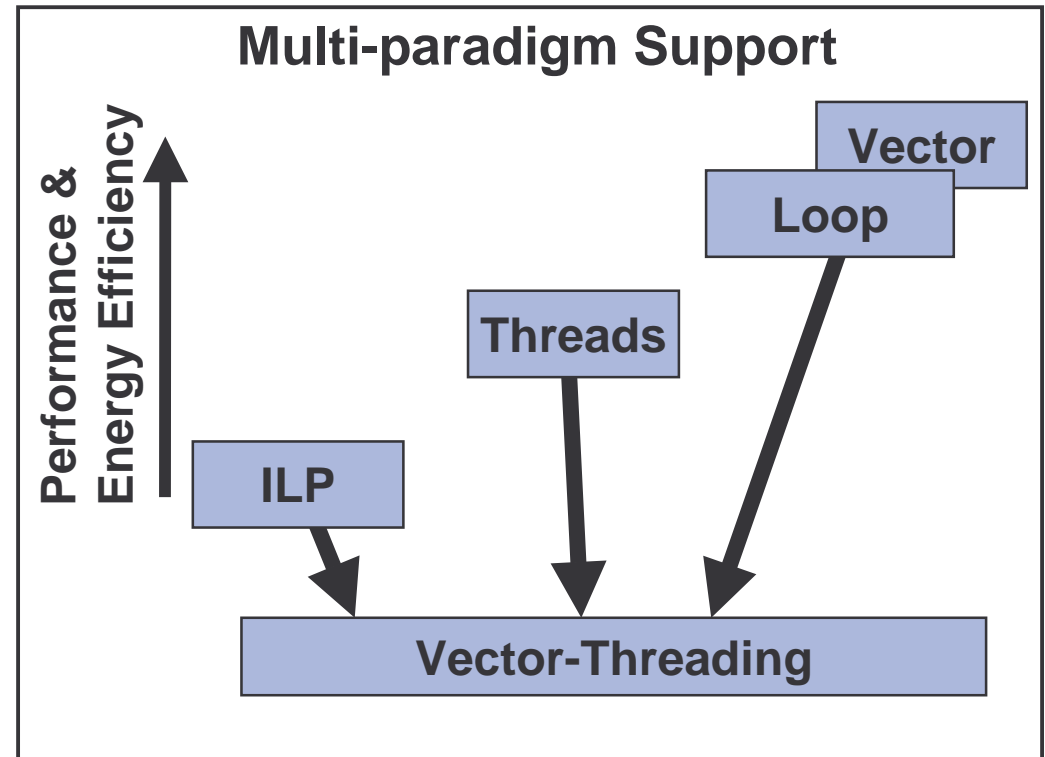 Multi-paradigm Support
Performance &
Energy Efficiency
Vector
Loop
Threads
ILP
Vector-Threading